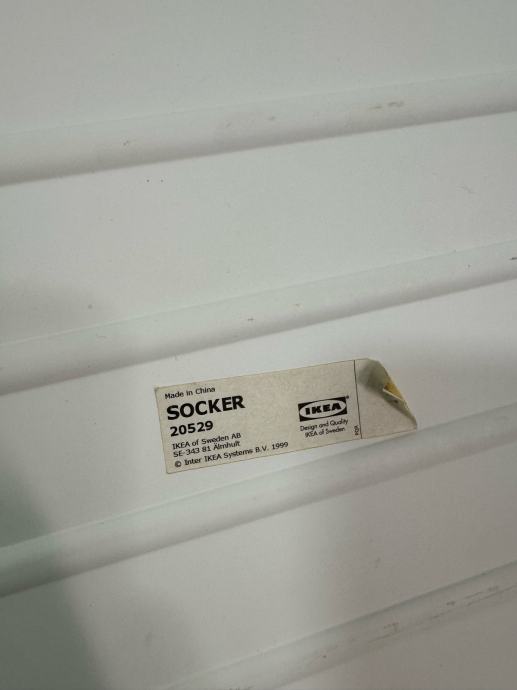 Made in China
SOCKER
20529
IKEA of Sweden AB
SE-343 81 Älmhult
© Inter IKEA Systems B.V. 1999
IKEA
Design and Quality
IKEA of Sweden